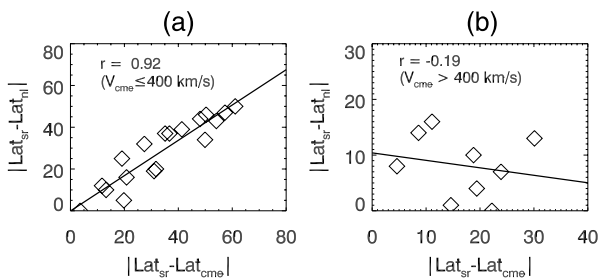 (a)
80
60
40
20
0
r = 0.92
(Vcme≤400 km/s)
|Latsr-Latnl|
0 20 40 60 80
|Latsr-Latcme|
(b)
30
20
10
0
r = -0.19
(Vcme > 400 km/s)
|Latsr-Latnl|
0 10 20 30 40
|Latsr-Latcme|